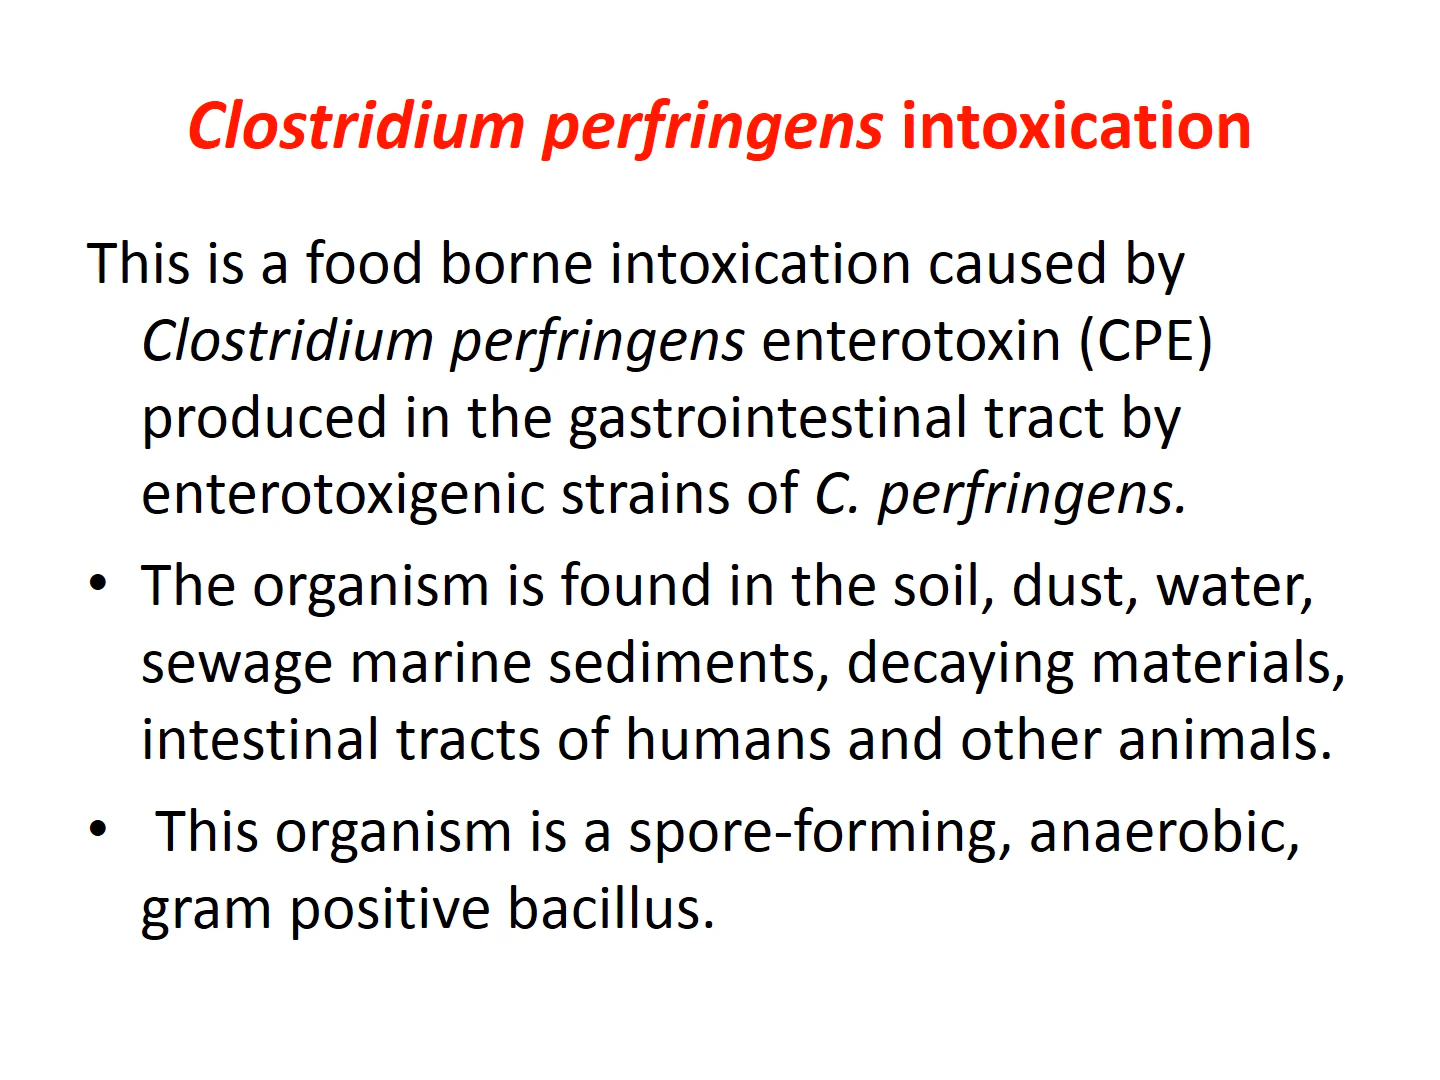 Clostridium perfringens intoxication
This is a food borne intoxication caused by
Clostridium perfringens enterotoxin (CPE)
produced in the gastrointestinal tract by
enterotoxigenic strains of C. perfringens.
• The organism is found in the soil, dust, water,
sewage marine sediments, decaying materials,
intestinal tracts of humans and other animals.
• This organism is a spore-forming, anaerobic,
gram positive bacillus.